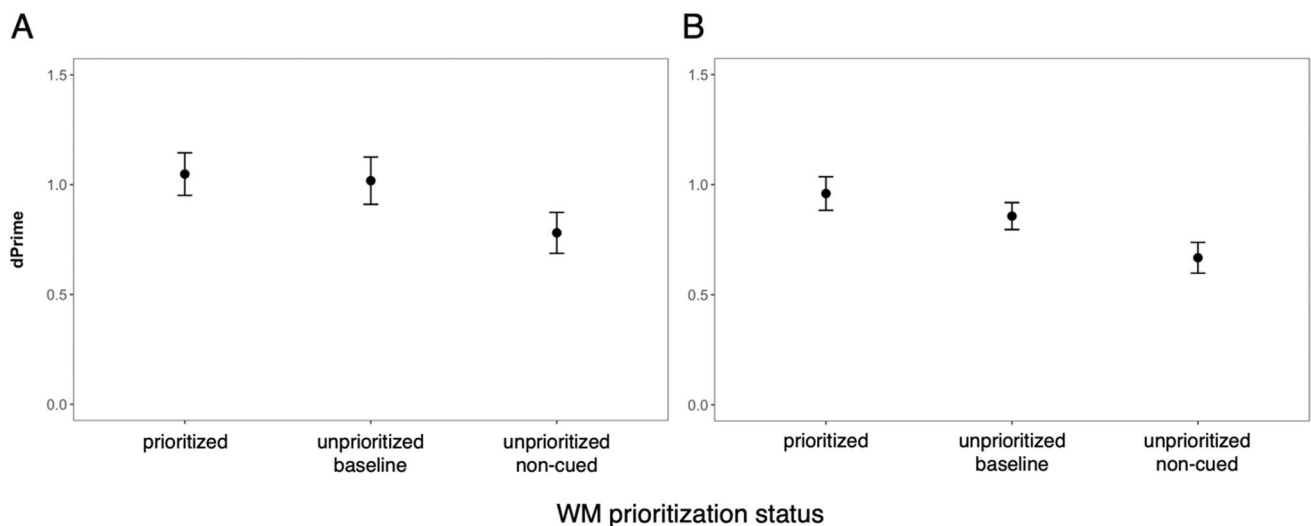 A
B
dPrime
1.5
1.0
0.5
0.0
prioritized
unprioritized
baseline
unprioritized
non-cued
1.5
1.0
0.5
0.0
prioritized
unprioritized
baseline
unprioritized
non-cued
WM prioritization status